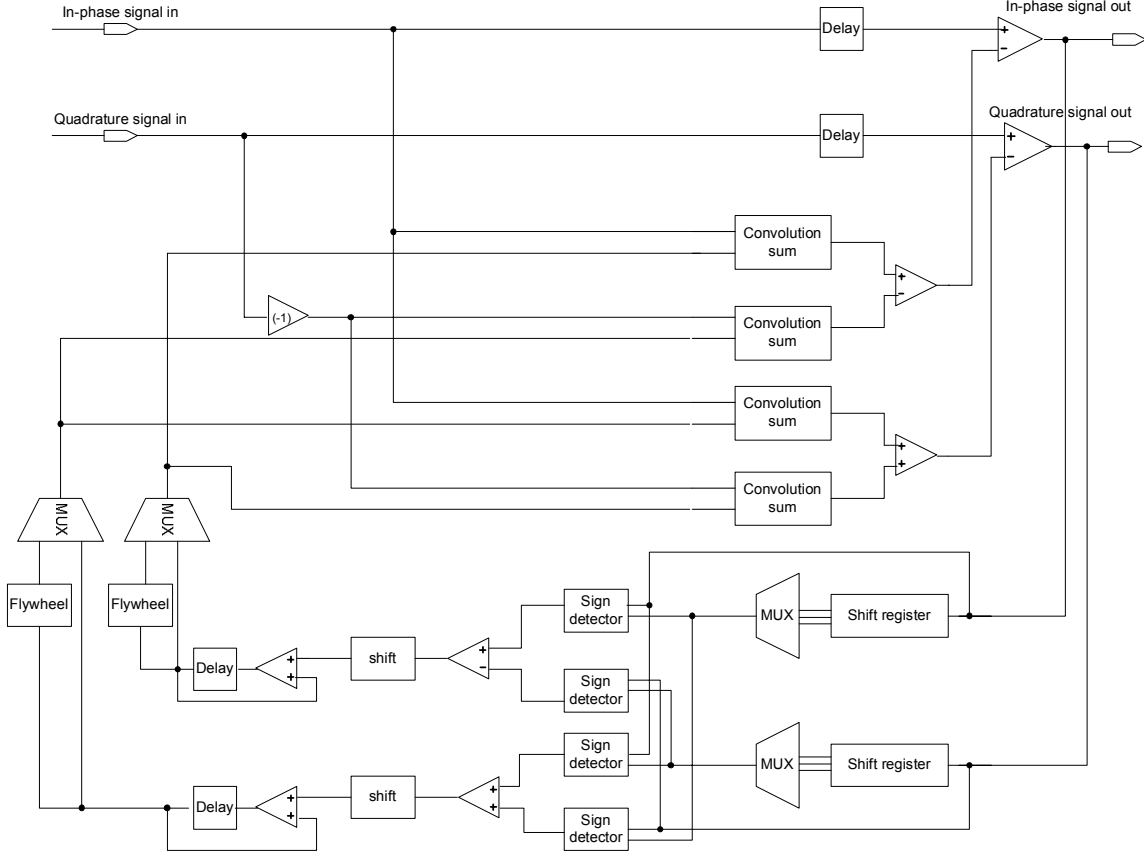 In-phase signal in
In-phase signal out
Delay
+
−
Quadrature signal in
Quadrature signal out
Delay
+
−
Convolution
sum
+
−
(-1)
Convolution
sum
Convolution
sum
+
+
Convolution
sum
MUX
MUX
Flywheel
Flywheel
Sign
detector
MUX
Shift register
Delay
+
+
shift
+
−
Sign
detector
Sign
detector
MUX
Shift register
Delay
+
+
shift
+
+
Sign
detector